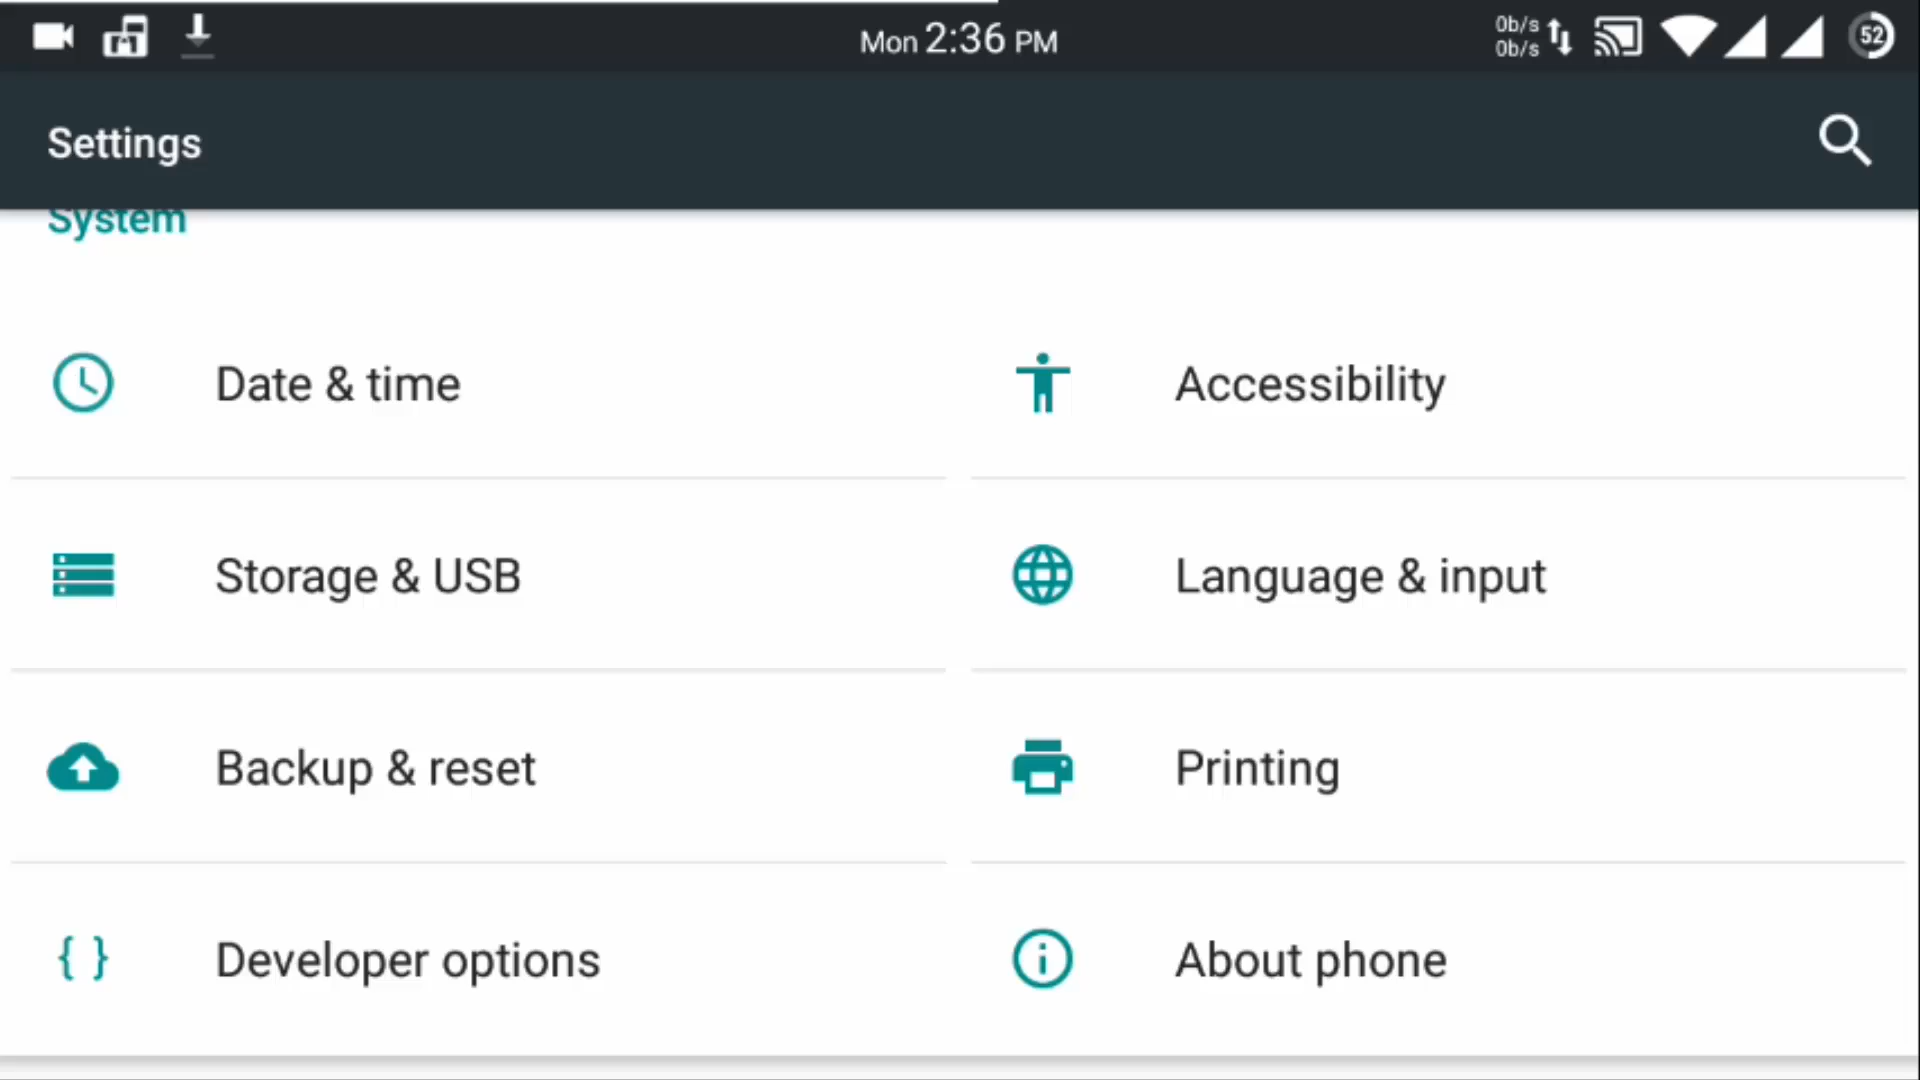 Mon 2:36 PM
0b/s
0b/s
52
Settings
System
Date & time
Accessibility
Storage & USB
Language & input
Backup & reset
Printing
{ } Developer options
About phone